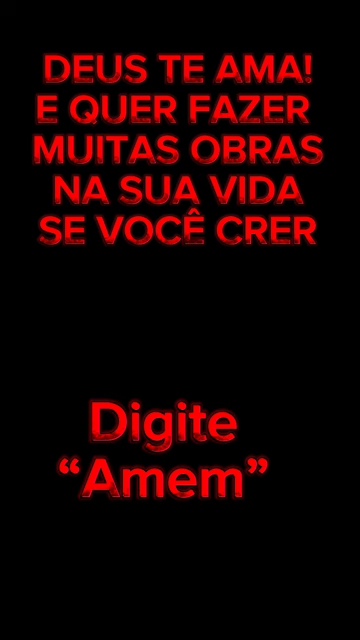 DEUS TE AMA!
E QUER FAZER
MUITAS OBRAS
NA SUA VIDA
SE VOCÊ CRER
Digite
“Amem”